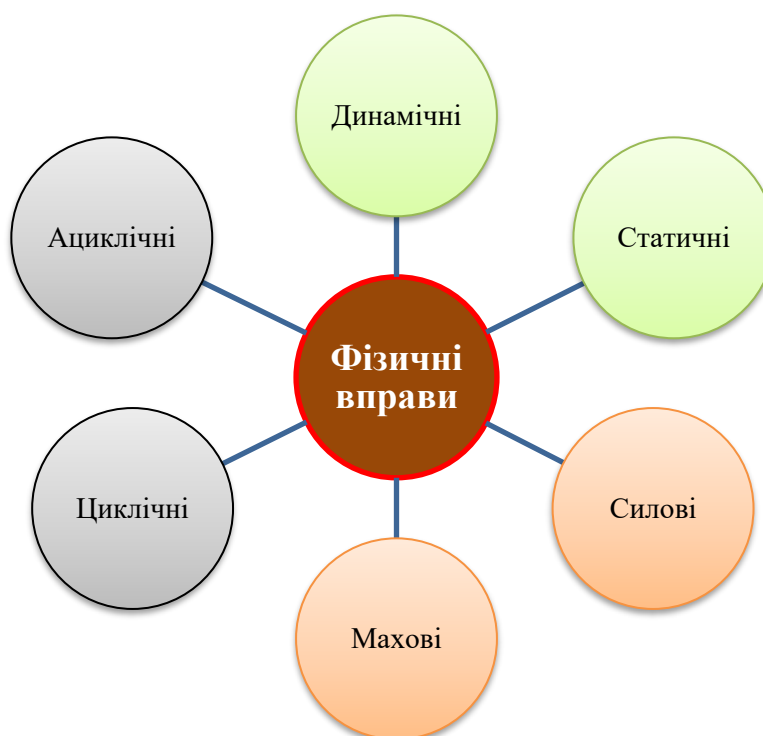 Динамічні
Ациклічні
Статичні
Фізичні
вправи
Циклічні
Силові
Махові